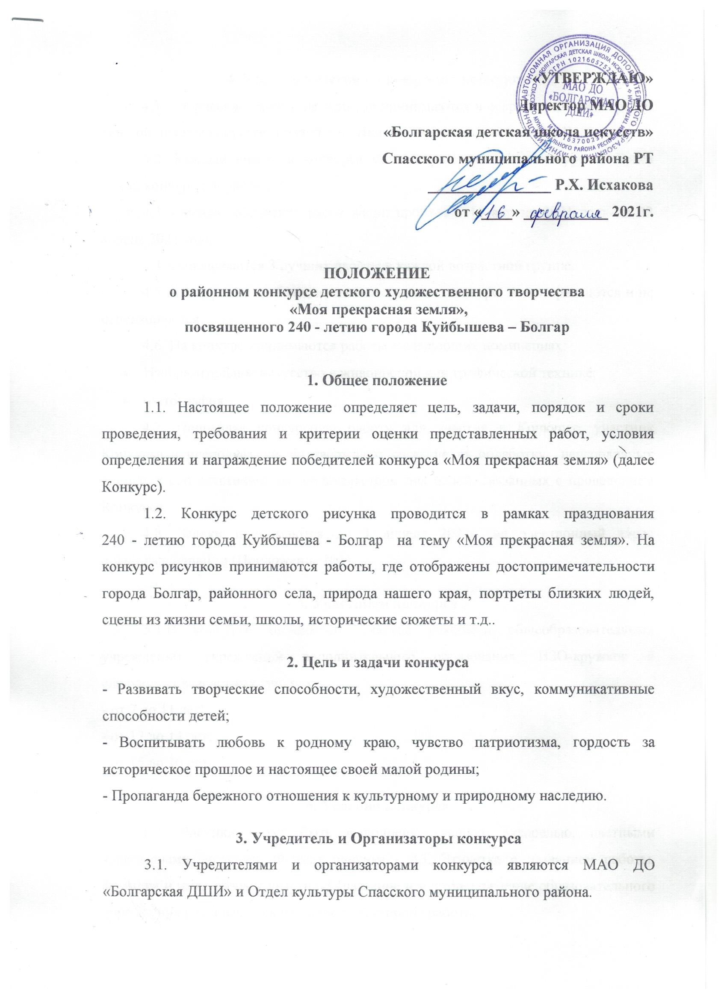 «УТВЕРЖДАЮ»
Директор МАО ДО
«Болгарская детская школа искусств»
Спасского муниципального района РТ
Р.Х. Исхакова
от «16» февраля 2021г.
МАО ДО
«БОЛГАРСКАЯ
ДШИ»
ПОЛОЖЕНИЕ
о районном конкурсе детского художественного творчества
«Моя прекрасная земля»,
посвященного 240 - летию города Куйбышева – Болгар
1. Общее положение
1.1. Настоящее положение определяет цель, задачи, порядок и сроки
проведения, требования и критерии оценки представленных работ, условия
определения и награждение победителей конкурса «Моя прекрасная земля» (далее
Конкурс).
1.2. Конкурс детского рисунка проводится в рамках празднования
240 - летию города Куйбышева - Болгар на тему «Моя прекрасная земля». На
конкурс рисунков принимаются работы, где отображены достопримечательности
города Болгар, районного села, природа нашего края, портреты близких людей,
сцены из жизни семьи, школы, исторические сюжеты и т.д..
2. Цель и задачи конкурса
- Развивать творческие способности, художественный вкус, коммуникативные
способности детей;
- Воспитывать любовь к родному краю, чувство патриотизма, гордость за
историческое прошлое и настоящее своей малой родины;
- Пропаганда бережного отношения к культурному и природному наследию.
3. Учредитель и Организаторы конкурса
3.1. Учредителями и организаторами конкурса являются МАО ДО
«Болгарская ДШИ» и Отдел культуры Спасского муниципального района.